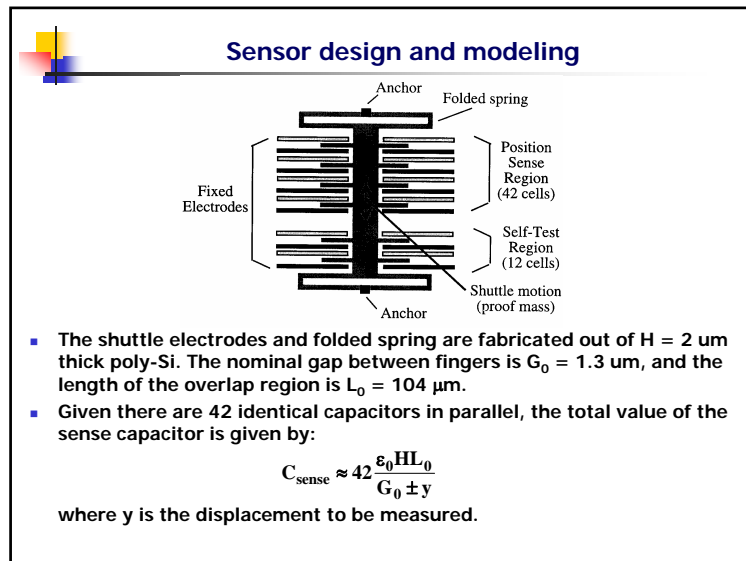 Sensor design and modeling
Anchor
Folded spring
Fixed
Electrodes
Position
Sense
Region
(42 cells)
Self-Test
Region
(12 cells)
Shuttle motion
(proof mass)
Anchor
The shuttle electrodes and folded spring are fabricated out of H = 2 um
thick poly-Si. The nominal gap between fingers is G₀ = 1.3 um, and the
length of the overlap region is L₀ = 104 μm.
Given there are 42 identical capacitors in parallel, the total value of the
sense capacitor is given by:
C_sense ≈ 42 ε₀HL₀ / (G₀ ± y)
where y is the displacement to be measured.